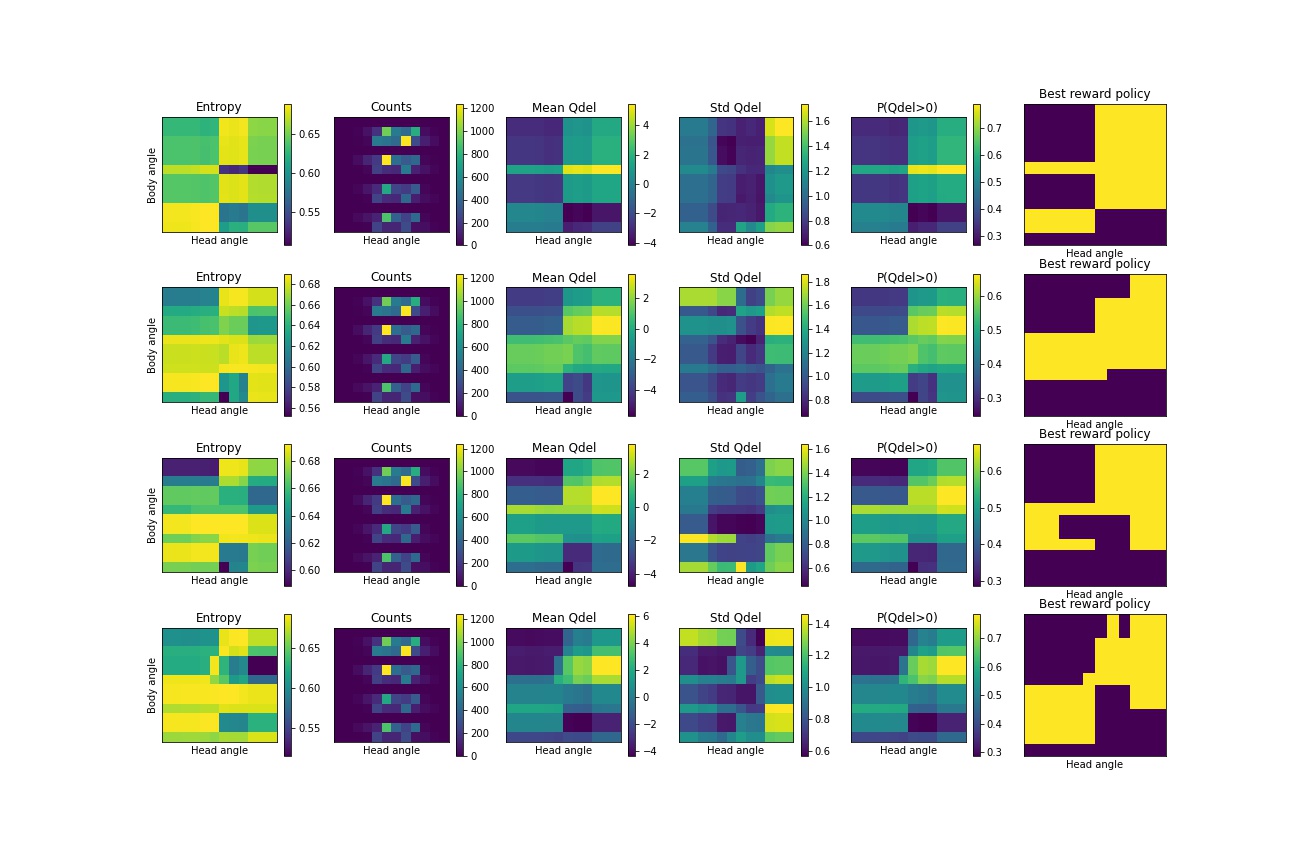 Entropy
Counts
Mean Qdel
Std Qdel
P(Qdel>0)
Best reward policy
Body angle
0.65
0.60
0.55
1200
1000
800
600
400
200
0
4
2
0
−2
−4
1.6
1.4
1.2
1.0
0.8
0.6
0.7
0.6
0.5
0.4
0.3
Head angle
Head angle
Head angle
Head angle
Head angle
Head angle
Entropy
Counts
Mean Qdel
Std Qdel
P(Qdel>0)
Best reward policy
Body angle
0.68
0.66
0.64
0.62
0.60
0.58
0.56
1200
1000
800
600
400
200
0
2
0
−2
−4
1.8
1.6
1.4
1.2
1.0
0.8
0.6
0.5
0.4
0.3
Head angle
Head angle
Head angle
Head angle
Head angle
Head angle
Entropy
Counts
Mean Qdel
Std Qdel
P(Qdel>0)
Best reward policy
Body angle
0.68
0.66
0.64
0.62
0.60
1200
1000
800
600
400
200
0
2
0
−2
−4
1.6
1.4
1.2
1.0
0.8
0.6
0.6
0.5
0.4
0.3
Head angle
Head angle
Head angle
Head angle
Head angle
Head angle
Entropy
Counts
Mean Qdel
Std Qdel
P(Qdel>0)
Best reward policy
Body angle
0.65
0.60
0.55
1200
1000
800
600
400
200
0
6
4
2
0
−2
−4
1.4
1.2
1.0
0.8
0.6
0.7
0.6
0.5
0.4
0.3
Head angle
Head angle
Head angle
Head angle
Head angle
Head angle